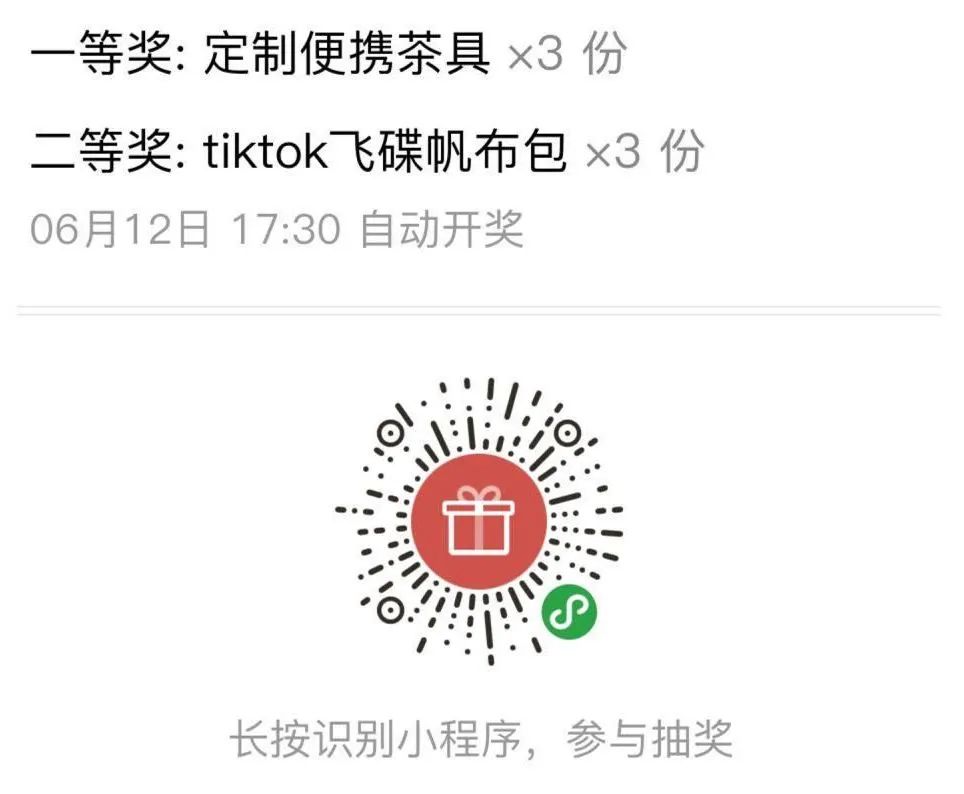 一等奖: 定制便携茶具 ×3 份
二等奖: tiktok飞碟帆布包 ×3 份
06月12日 17:30 自动开奖
长按识别小程序，参与抽奖